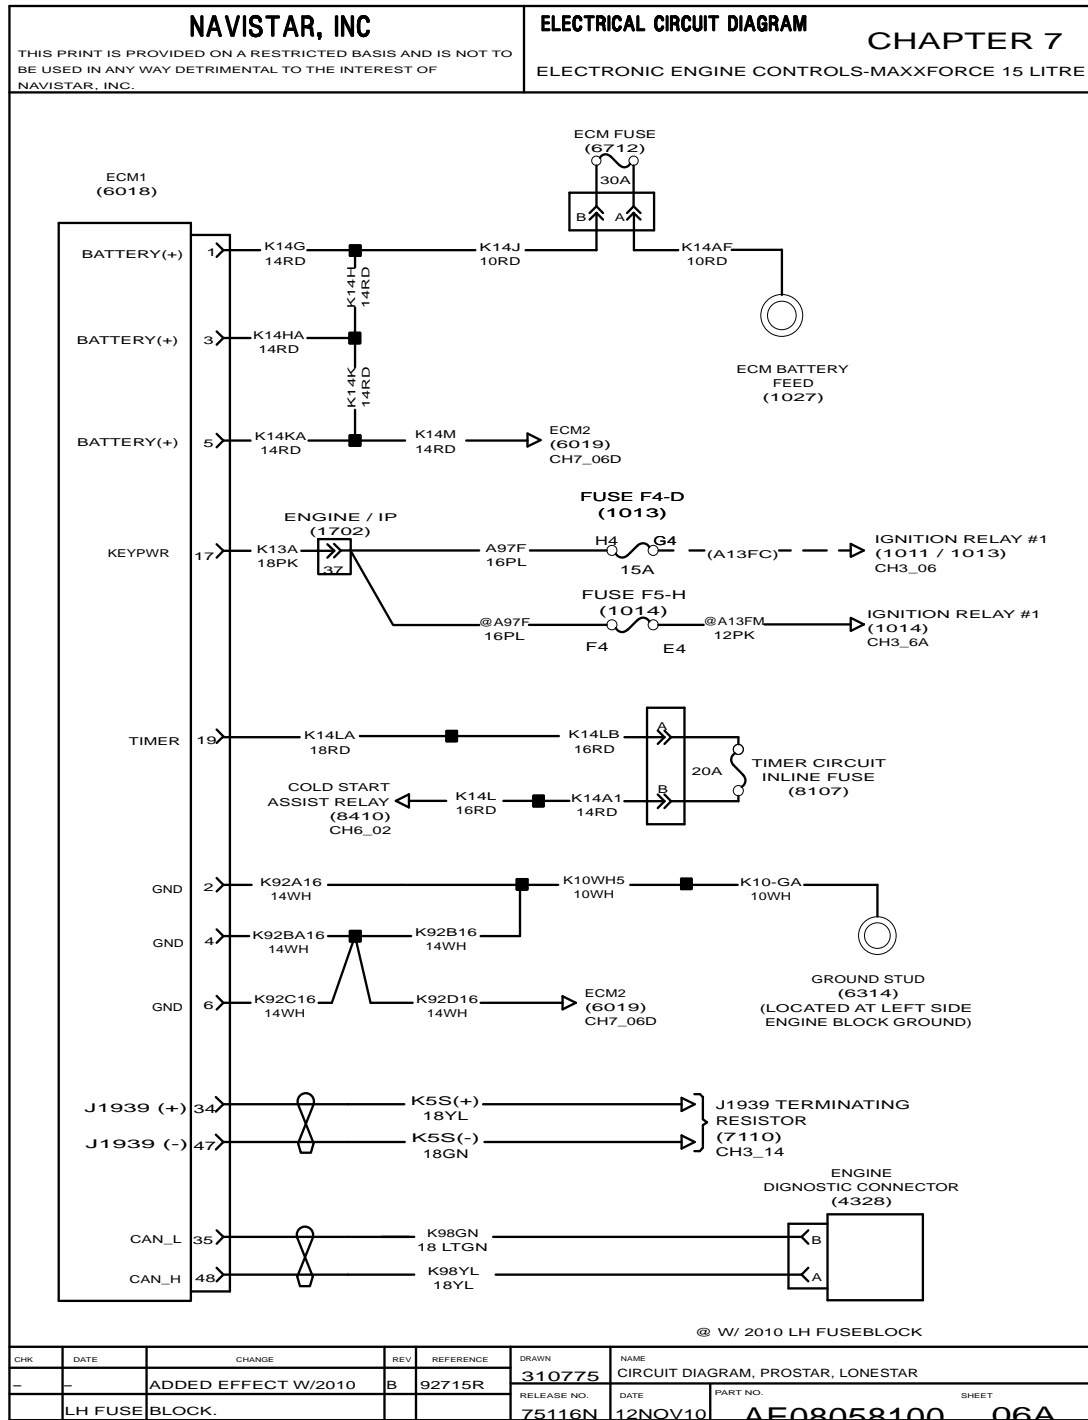 NAVISTAR, INC
THIS PRINT IS PROVIDED ON A RESTRICTED BASIS AND IS NOT TO
BE USED IN ANY WAY DETRIMENTAL TO THE INTEREST OF
NAVISTAR, INC.
ELECTRICAL CIRCUIT DIAGRAM
CHAPTER 7
ELECTRONIC ENGINE CONTROLS-MAXXFORCE 15 LITRE
ECM FUSE
(6712)
30A
B A
ECM1
(6018)
BATTERY(+) 1 K14G K14J K14AF
14RD 10RD 10RD
K14H
14RD
BATTERY(+) 3 K14HA
14RD
ECM BATTERY
FEED
(1027)
K14K
14RD
BATTERY(+) 5 K14KA K14M
14RD 14RD
ECM2
(6019)
CH7_06D
FUSE F4-D
(1013)
ENGINE / IP
(1702)
KEYPWR 17 K13A A97F H4 G4 (A13FC)
18PK 37 16PL 15A
IGNITION RELAY #1
(1011 / 1013)
CH3_06
FUSE F5-H
(1014)
@A97F @A13FM
16PL F4 E4 12PK
IGNITION RELAY #1
(1014)
CH3_6A
TIMER 19 K14LA K14LB A
18RD 16RD
20A
TIMER CIRCUIT
INLINE FUSE
(8107)
COLD START
ASSIST RELAY
(8410)
CH6_02
K14L K14A1 B
16RD 14RD
GND 2 K92A16 K10WH5 K10-GA
14WH 10WH 10WH
GND 4 K92BA16 K92B16
14WH 14WH
GROUND STUD
(6314)
(LOCATED AT LEFT SIDE
ENGINE BLOCK GROUND)
GND 6 K92C16 K92D16
14WH 14WH
ECM2
(6019)
CH7_06D
J1939 (+) 34 K5S(+)
18YL
J1939 (-) 47 K5S(-)
18GN
J1939 TERMINATING
RESISTOR
(7110)
CH3_14
ENGINE
DIGNOSTIC CONNECTOR
(4328)
CAN_L 35 K98GN B
18 LTGN
CAN_H 48 K98YL A
18YL
@ W/ 2010 LH FUSEBLOCK
CHK DATE CHANGE REV REFERENCE
– – ADDED EFFECT W/2010 B 92715R
LH FUSE BLOCK.
DRAWN
310775
NAME
CIRCUIT DIAGRAM, PROSTAR, LONESTAR
RELEASE NO.
75116N
DATE
12NOV10
PART NO.
AE08058100
SHEET
06A